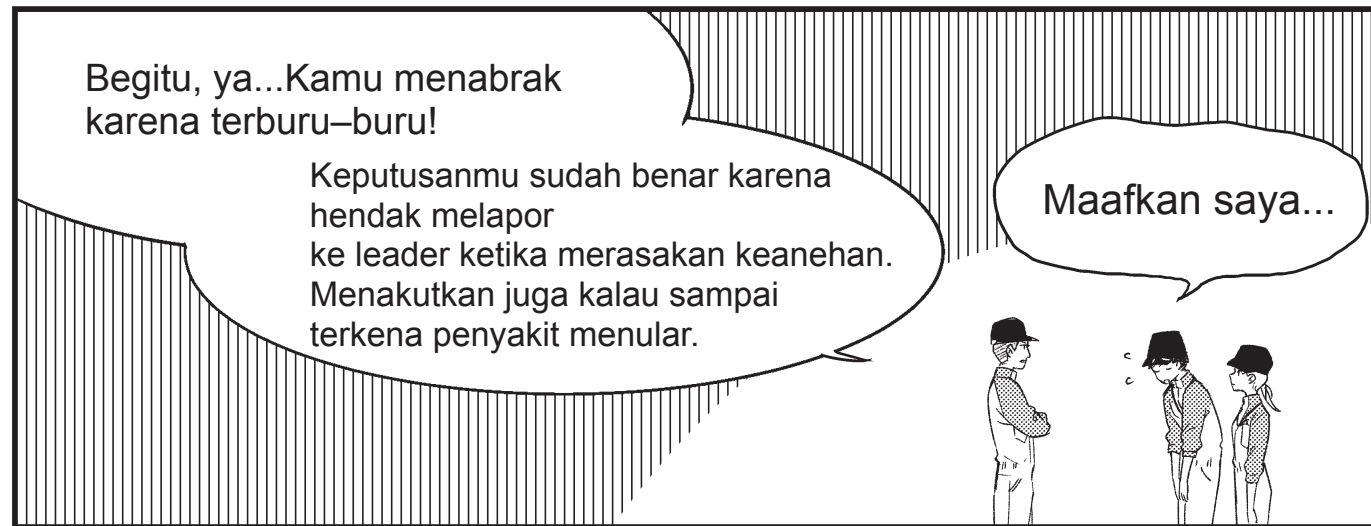 Begitu, ya...Kamu menabrak
karena terburu–buru!
Keputusanmu sudah benar karena
hendak melapor
ke leader ketika merasakan keanehan.
Menakutkan juga kalau sampai
terkena penyakit menular.
Maafkan saya...